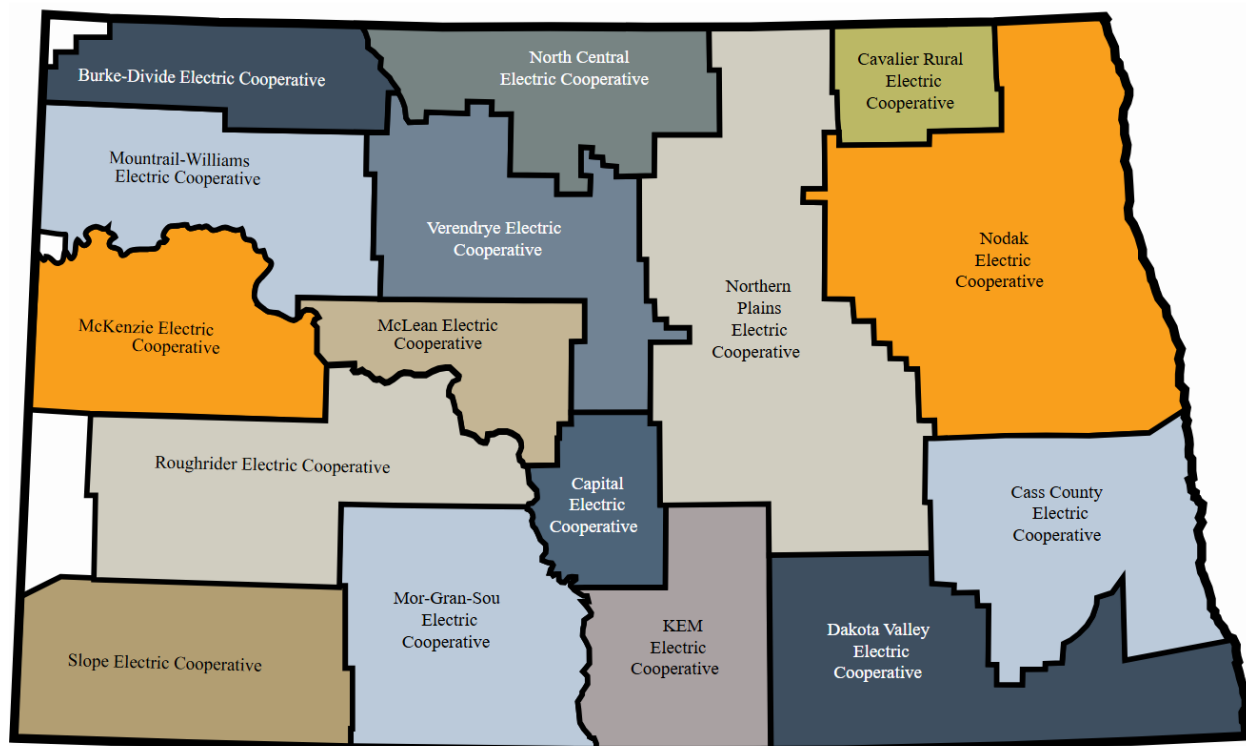 Burke-Divide Electric Cooperative
North Central
Electric Cooperative
Cavalier Rural
Electric
Cooperative
Mountrail-Williams
Electric Cooperative
Verendrye Electric
Cooperative
Nodak
Electric
Cooperative
Northern
Plains
Electric
Cooperative
McKenzie Electric
Cooperative
McLean Electric
Cooperative
Roughrider Electric Cooperative
Capital
Electric
Cooperative
Cass County
Electric
Cooperative
Mor-Gran-Sou
Electric
Cooperative
KEM
Electric
Cooperative
Dakota Valley
Electric
Cooperative
Slope Electric Cooperative